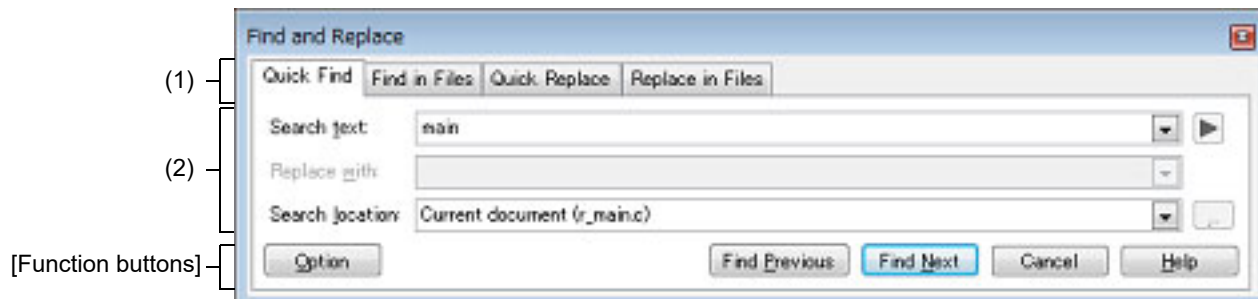 Find and Replace
(1)
Quick Find Find in Files Quick Replace Replace in Files
(2)
Search text: main
Replace with:
Search location: Current document (r_main.c)
[Function buttons]
Option Find Previous Find Next Cancel Help